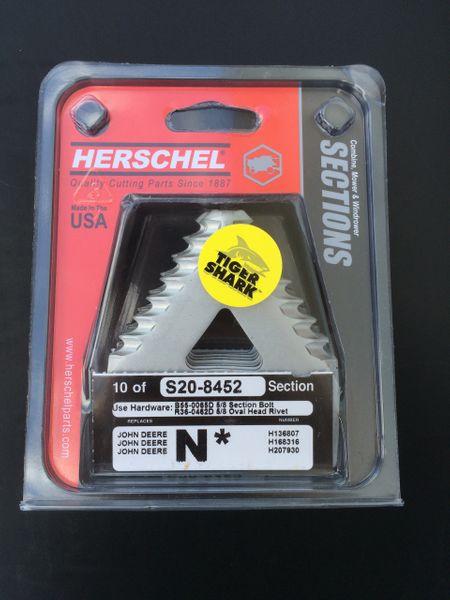 HERSCHEL
Quality Cutting Parts Since 1887
Made In The
USA
Combine, Mower & Windrower
SECTIONS
www.herschelparts.com
TIGER
SHARK™
10 of S20-8452 Section
Use Hardware: B55-0065D 5/8 Section Bolt
R36-0462D 5/8 Oval Head Rivet
REPLACES NUMBER
JOHN DEERE H136807
JOHN DEERE N* H168316
JOHN DEERE H207930